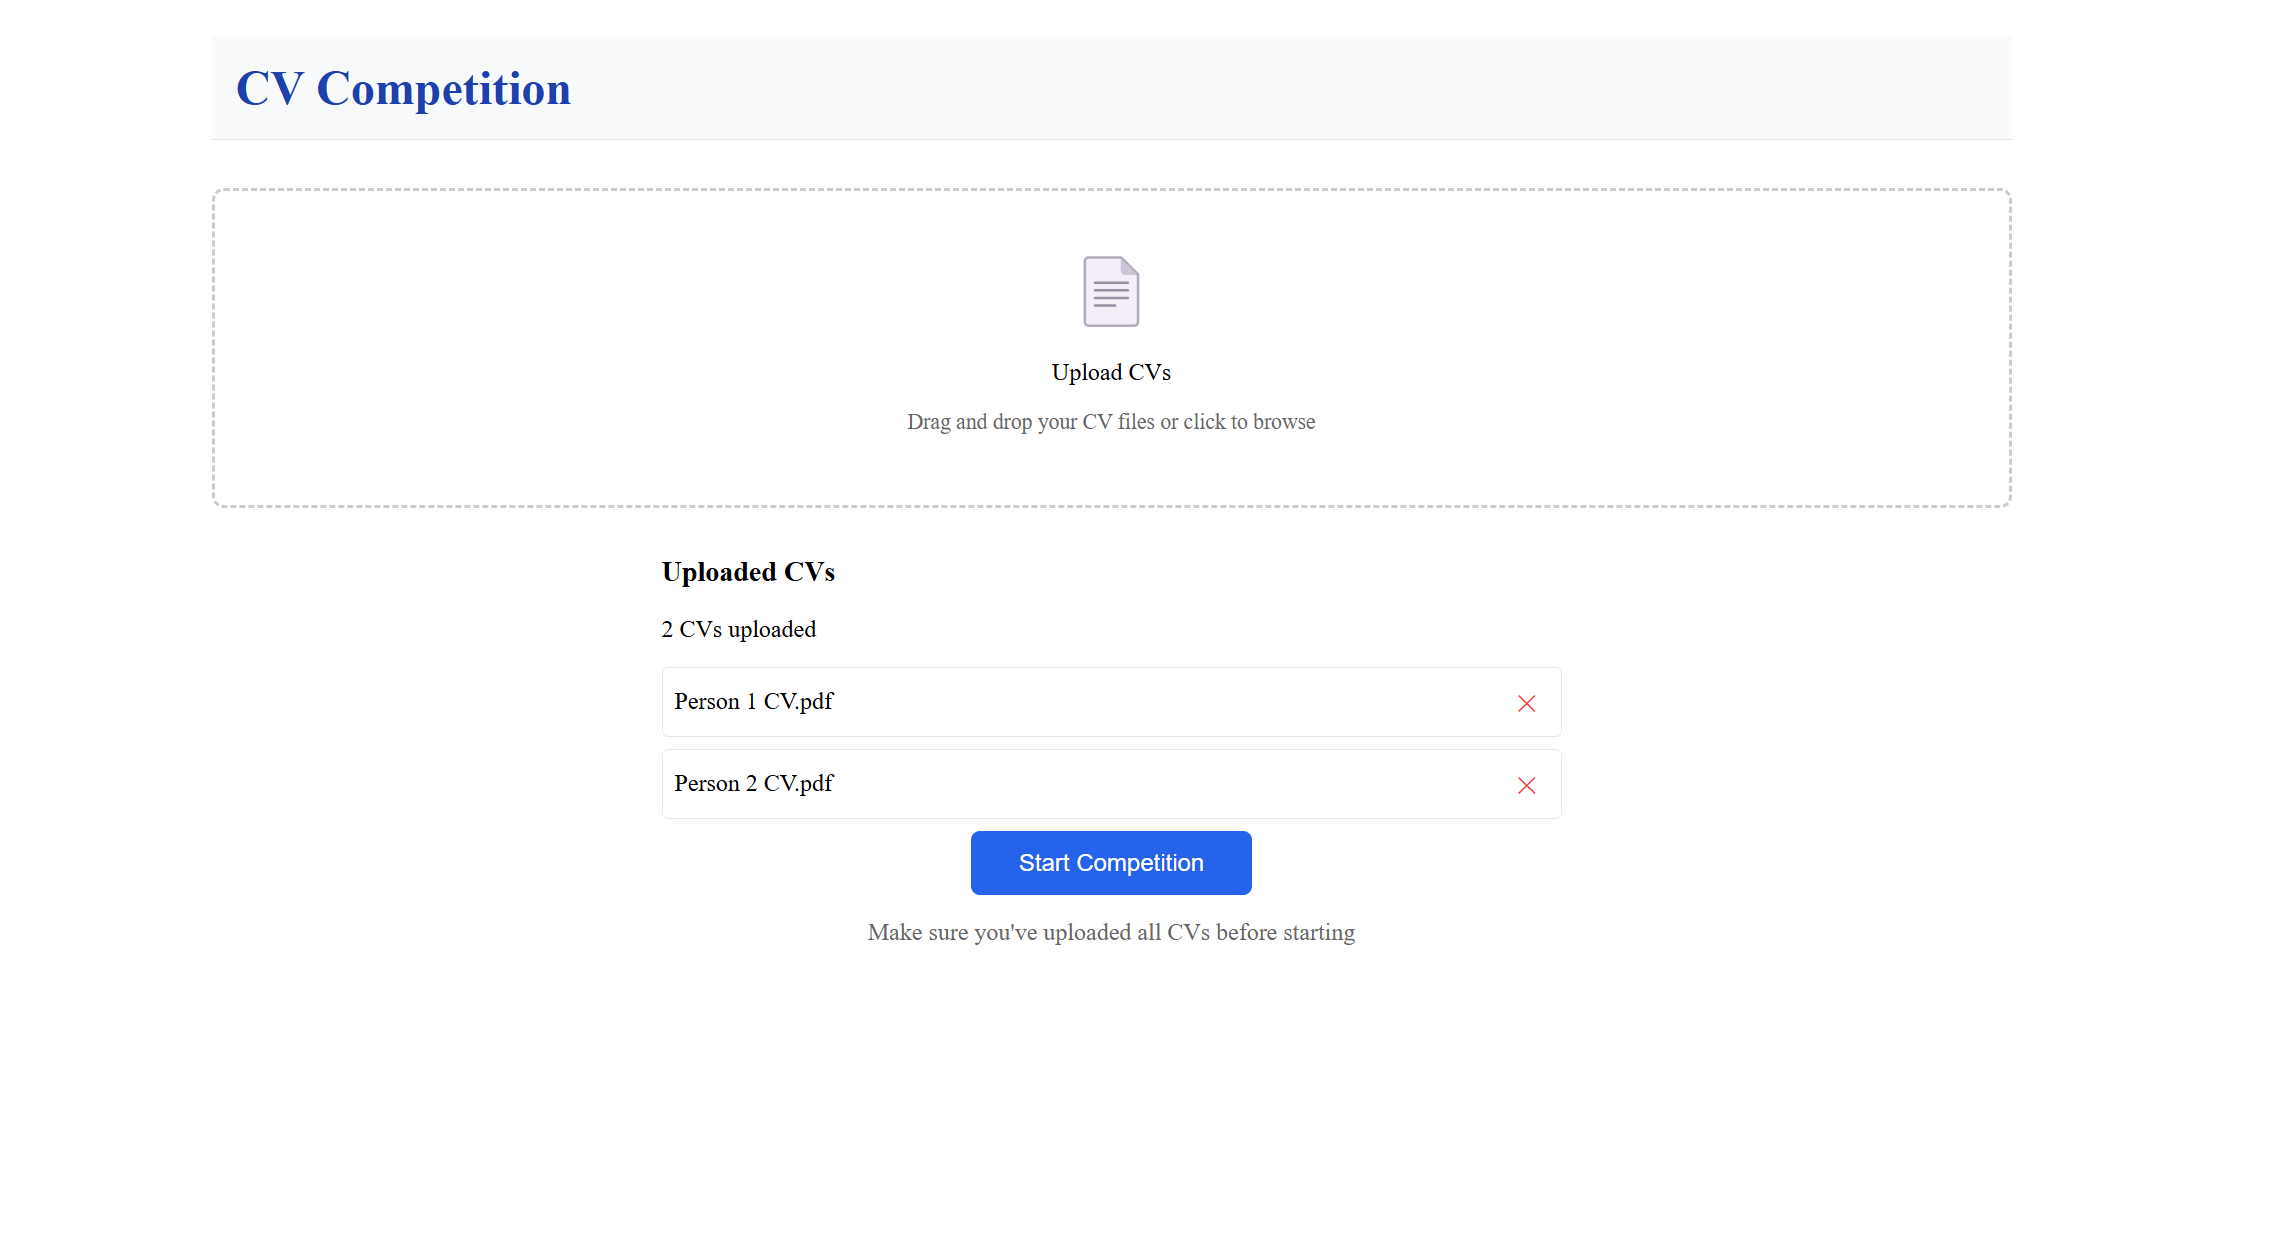 CV Competition
Upload CVs
Drag and drop your CV files or click to browse
Uploaded CVs
2 CVs uploaded
Person 1 CV.pdf
Person 2 CV.pdf
Start Competition
Make sure you've uploaded all CVs before starting